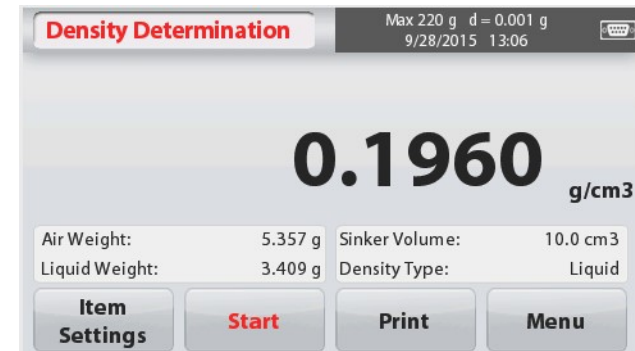 Density Determination
Max 220 g d = 0.001 g
9/28/2015 13:06
0.1960
g/cm3
Air Weight: 5.357 g Sinker Volume: 10.0 cm3
Liquid Weight: 3.409 g Density Type: Liquid
Item
Settings
Start
Print
Menu